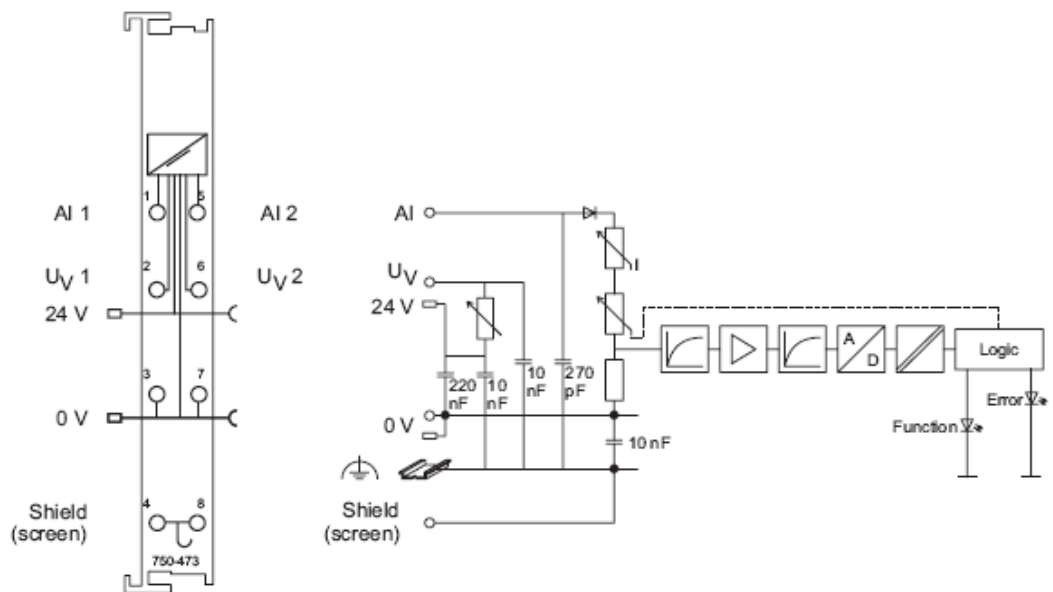 1
5
AI 1
AI 2
2
6
UV 1
UV 2
24 V
3
7
0 V
4
8
Shield
(screen)
750-473
AI
I
UV
24 V
220
nF
10
nF
10
nF
270
pF
0 V
10 nF
Shield
(screen)
A
D
Logic
Function
Error